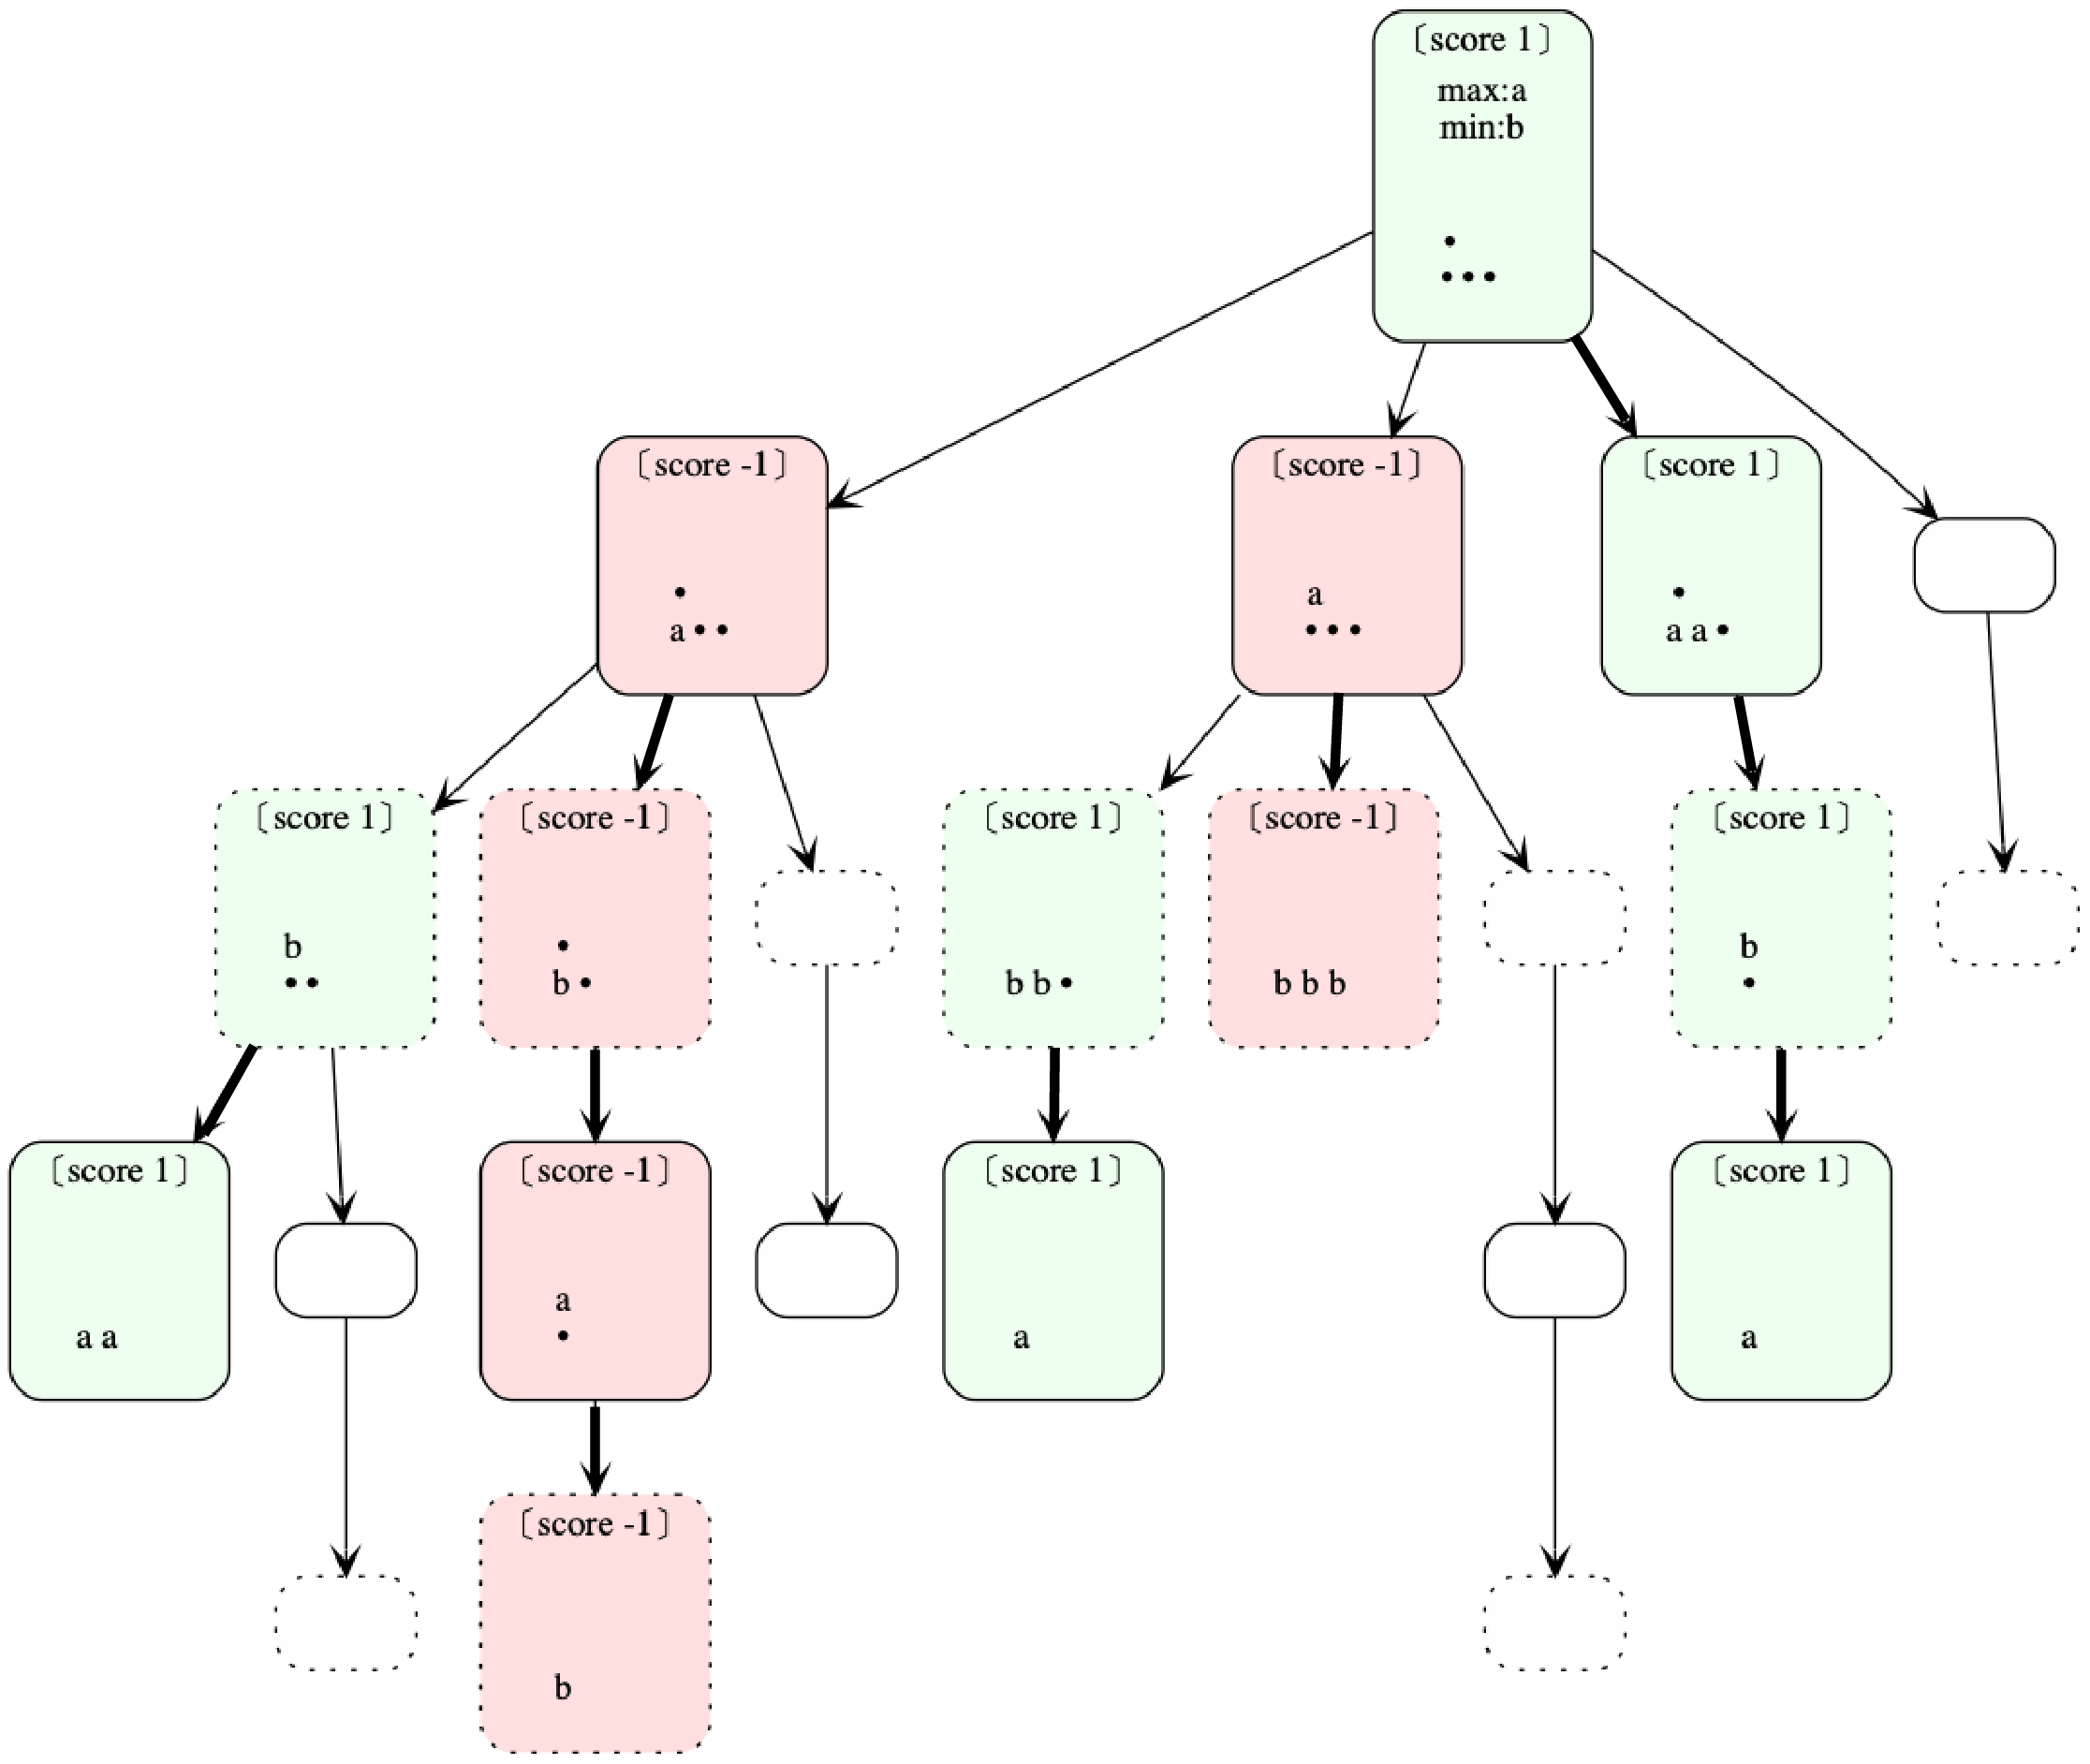 〔score 1〕
max:a
min:b
•
•••
〔score -1〕
•
a••
〔score -1〕
a
•••
〔score 1〕
•
a a•
〔score 1〕
b
••
〔score -1〕
•
b•
〔score 1〕
b b•
〔score -1〕
b b b
〔score 1〕
b
•
〔score 1〕
a a
〔score -1〕
a
•
〔score 1〕
a
〔score 1〕
a
〔score -1〕
b